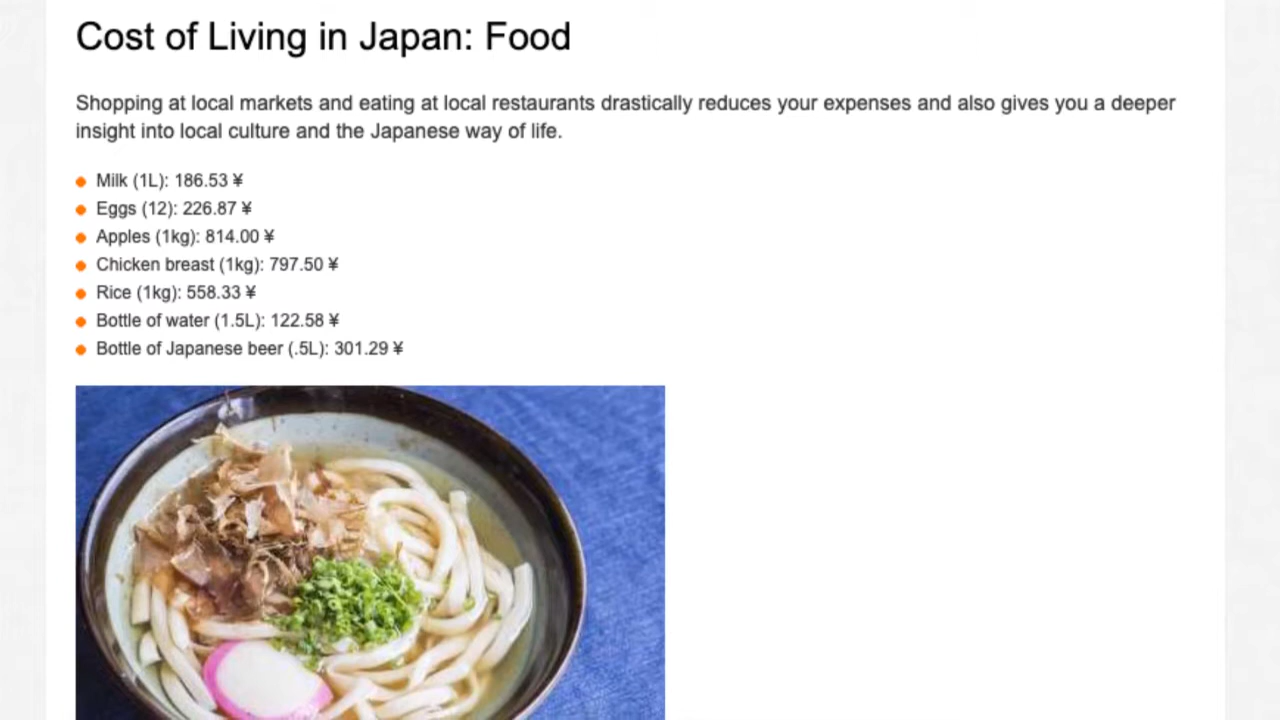 Cost of Living in Japan: Food
Shopping at local markets and eating at local restaurants drastically reduces your expenses and also gives you a deeper
insight into local culture and the Japanese way of life.
Milk (1L): 186.53 ¥
Eggs (12): 226.87 ¥
Apples (1kg): 814.00 ¥
Chicken breast (1kg): 797.50 ¥
Rice (1kg): 558.33 ¥
Bottle of water (1.5L): 122.58 ¥
Bottle of Japanese beer (.5L): 301.29 ¥